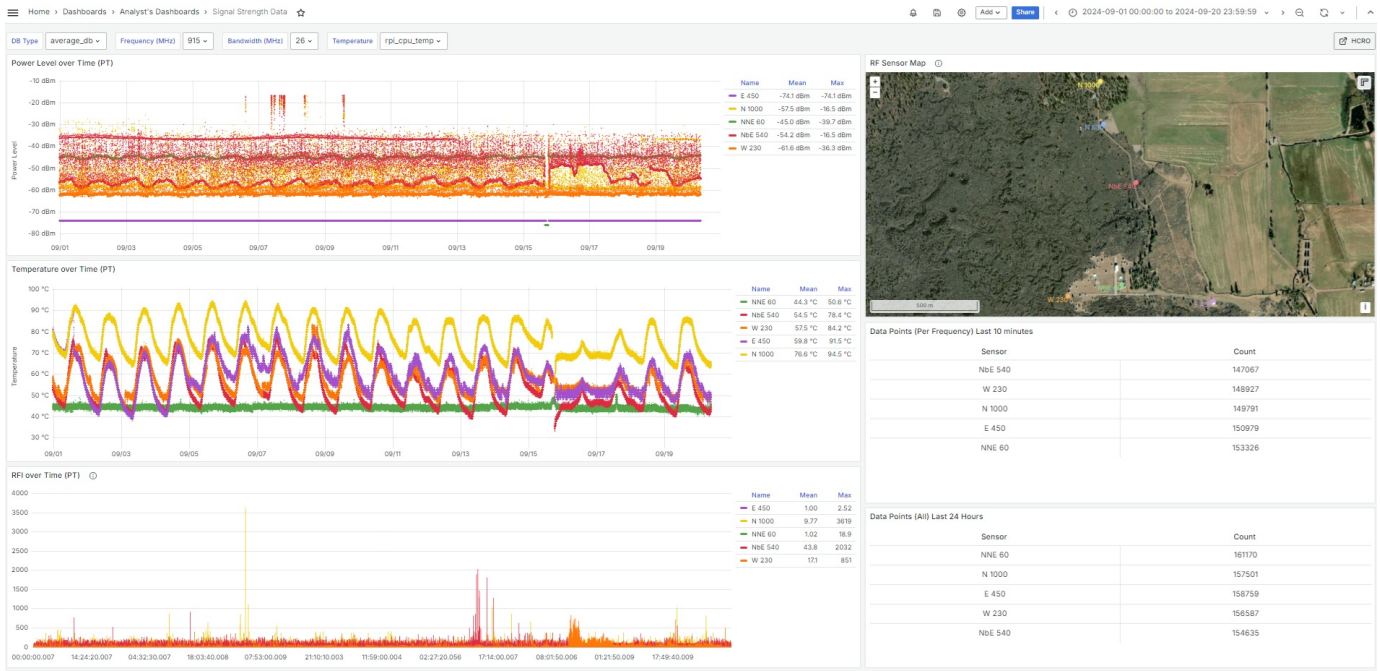 Home > Dashboards > Analyst's Dashboards > Signal Strength Data
Add
Share
2024-09-01 00:00:00 to 2024-09-20 23:59:59
DB Type average_db Frequency (MHz) 915 Bandwidth (MHz) 26 Temperature rpi_cpu_temp
HCRO
Power Level over Time (PT)
Power Level
-10 dBm
-20 dBm
-30 dBm
-40 dBm
-50 dBm
-60 dBm
-70 dBm
-80 dBm
09/01 09/03 09/05 09/07 09/09 09/11 09/13 09/15 09/17 09/19
Name Mean Max
E 450 -74.1 dBm -74.1 dBm
N 1000 -57.5 dBm -16.5 dBm
NNE 60 -45.0 dBm -39.7 dBm
NbE 540 -54.2 dBm -16.5 dBm
W 230 -61.6 dBm -36.3 dBm
Temperature over Time (PT)
Temperature
100 °C
90 °C
80 °C
70 °C
60 °C
50 °C
40 °C
30 °C
09/01 09/03 09/05 09/07 09/09 09/11 09/13 09/15 09/17 09/19
Name Mean Max
NNE 60 44.3 °C 50.6 °C
NbE 540 54.5 °C 78.4 °C
W 230 57.5 °C 84.2 °C
E 450 59.8 °C 91.5 °C
N 1000 76.6 °C 94.5 °C
RFI over Time (PT)
4000
3500
3000
2500
2000
1500
1000
500
0
00:00:00.007 14:24:20.007 04:32:30.007 18:03:40.008 07:53:00.009 21:10:10.003 11:59:00.004 02:27:20.056 17:14:00.007 08:01:50.006 01:21:50.009 17:49:40.009
Name Mean Max
E 450 1.00 2.52
N 1000 9.77 3619
NNE 60 1.02 18.9
NbE 540 43.8 2032
W 230 17.1 851
RF Sensor Map
+
−
N 1000
W 230
500 m
i
Data Points (Per Frequency) Last 10 minutes
Sensor Count
NbE 540 147067
W 230 148927
N 1000 149791
E 450 150979
NNE 60 153326
Data Points (All) Last 24 Hours
Sensor Count
NNE 60 161170
N 1000 157501
E 450 158759
W 230 156587
NbE 540 154635